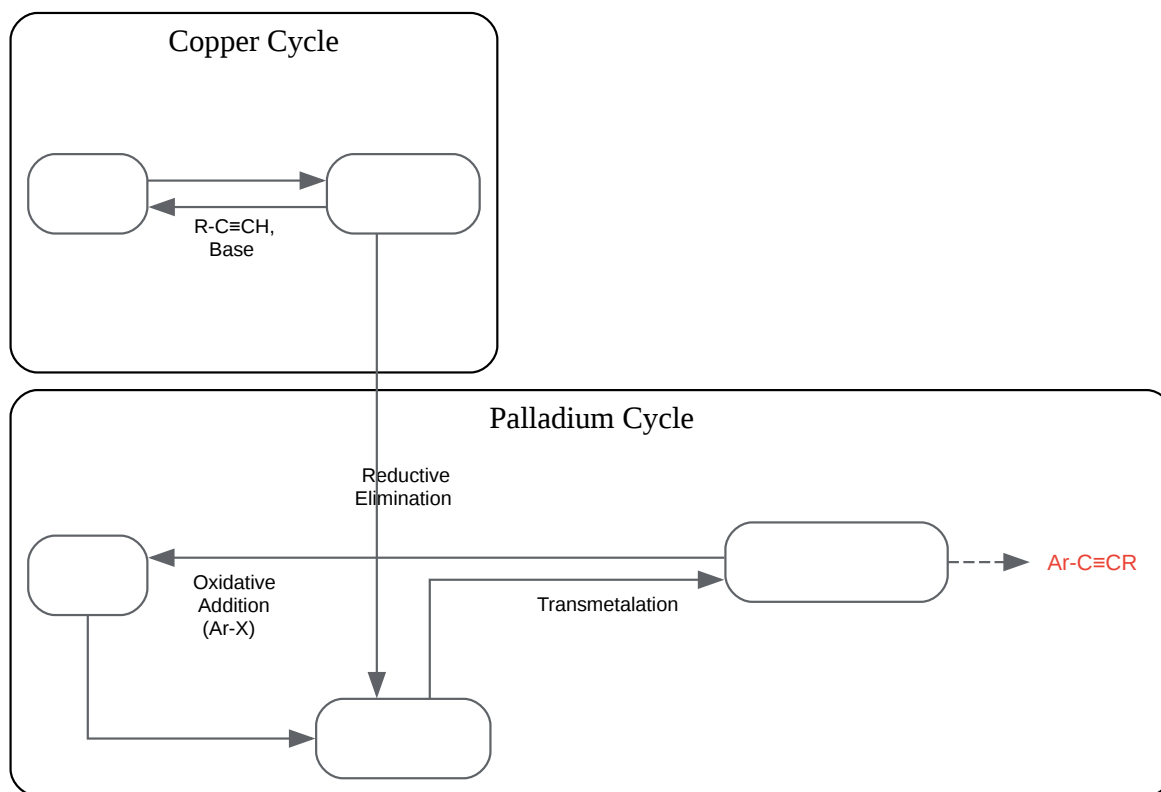 Copper Cycle
R-C≡CH,
Base
Palladium Cycle
Reductive
Elimination
Oxidative
Addition
(Ar-X)
Transmetalation
Ar-C≡CR